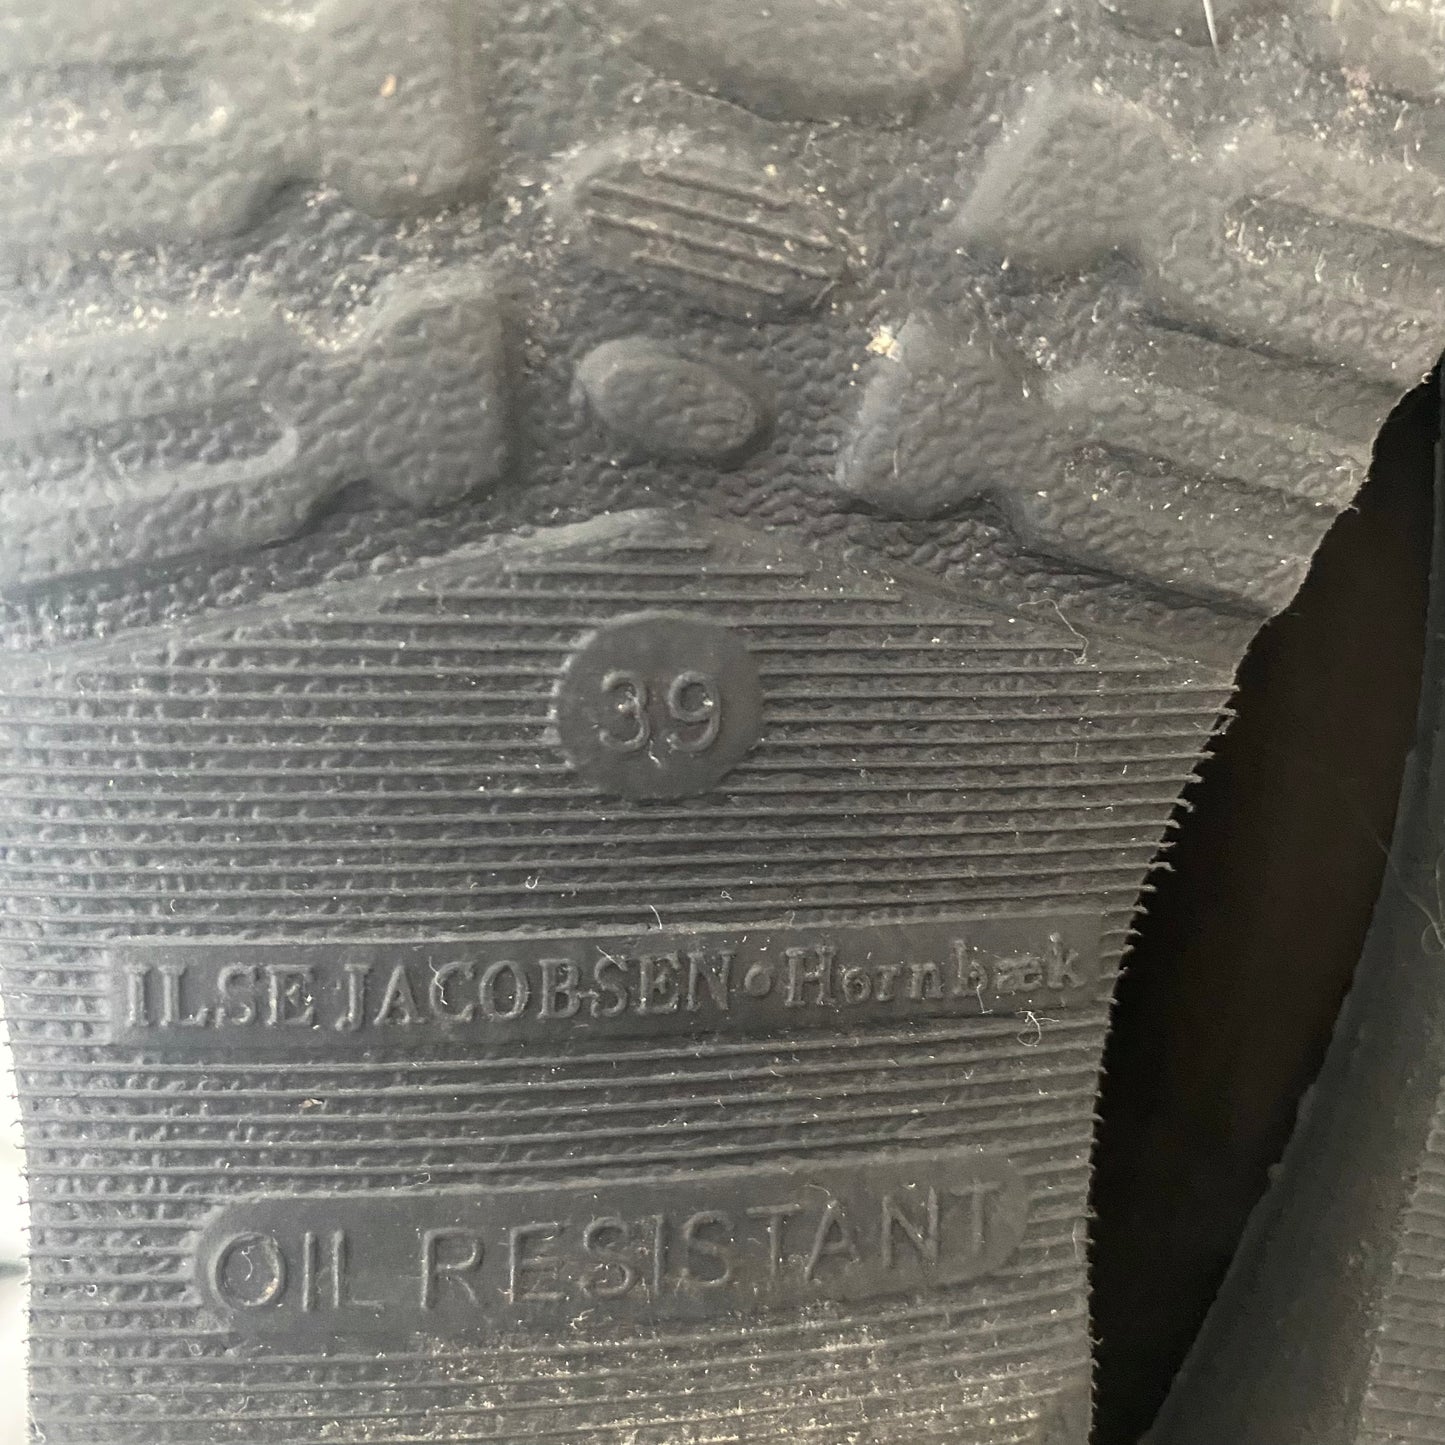 39
ILSE JACOBSEN • Hornbæk
OIL RESISTANT